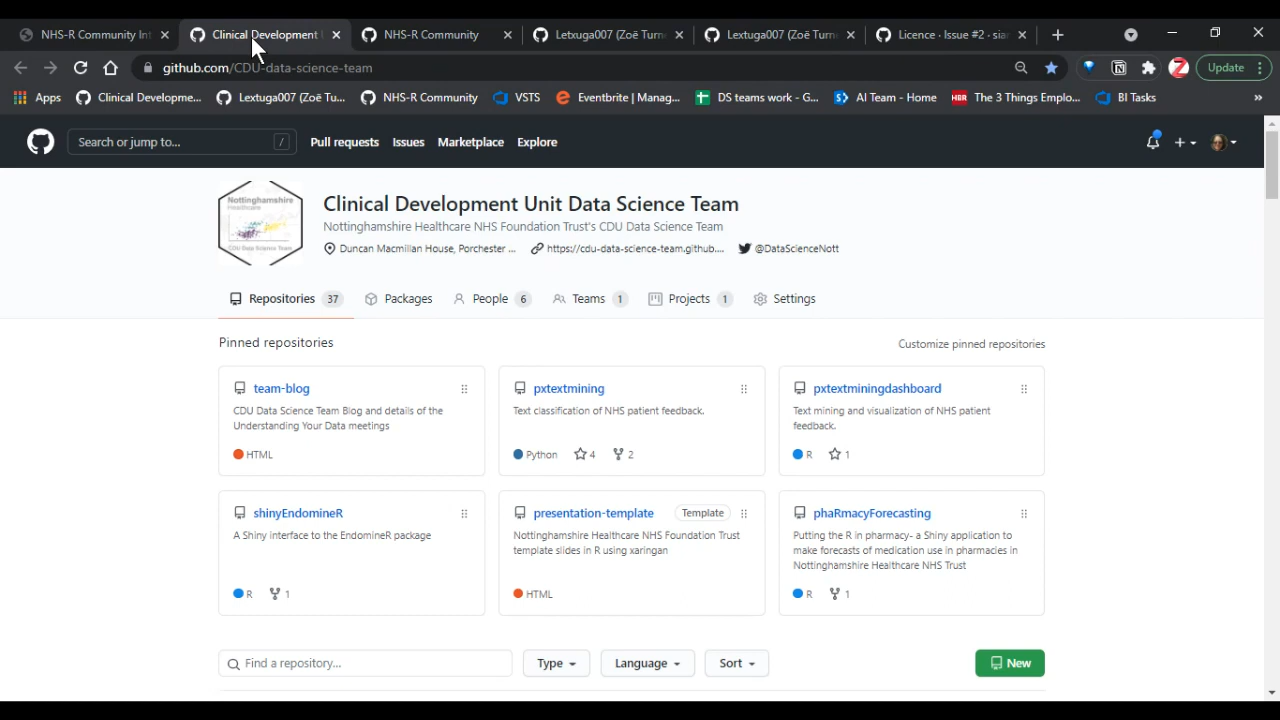 NHS-R Community Int
Clinical Development U
NHS-R Community
Letxuga007 (Zoë Turne
Lextuga007 (Zoë Turne
Licence · Issue #2 · siar
github.com/CDU-data-science-team
Update
Apps
Clinical Developme...
Lextuga007 (Zoë Tu...
NHS-R Community
VSTS
Eventbrite | Manag...
DS teams work - G...
AI Team - Home
HBR The 3 Things Emplo...
BI Tasks
»
Search or jump to... /
Pull requests Issues Marketplace Explore
Nottinghamshire
Healthcare
CDU Data Science Team
Clinical Development Unit Data Science Team
Nottinghamshire Healthcare NHS Foundation Trust's CDU Data Science Team
Duncan Macmillan House, Porchester ... https://cdu-data-science-team.github.... @DataScienceNott
Repositories 37 Packages People 6 Teams 1 Projects 1 Settings
Pinned repositories
Customize pinned repositories
team-blog
CDU Data Science Team Blog and details of the
Understanding Your Data meetings
HTML
pxtextmining
Text classification of NHS patient feedback.
Python 4 2
pxtextminingdashboard
Text mining and visualization of NHS patient
feedback.
R 1
shinyEndomineR
A Shiny interface to the EndomineR package
R 1
presentation-template Template
Nottinghamshire Healthcare NHS Foundation Trust
template slides in R using xaringan
HTML
phaRmacyForecasting
Putting the R in pharmacy- a Shiny application to
make forecasts of medication use in pharmacies in
Nottinghamshire Healthcare NHS Trust
R 1
Find a repository...
Type
Language
Sort
New